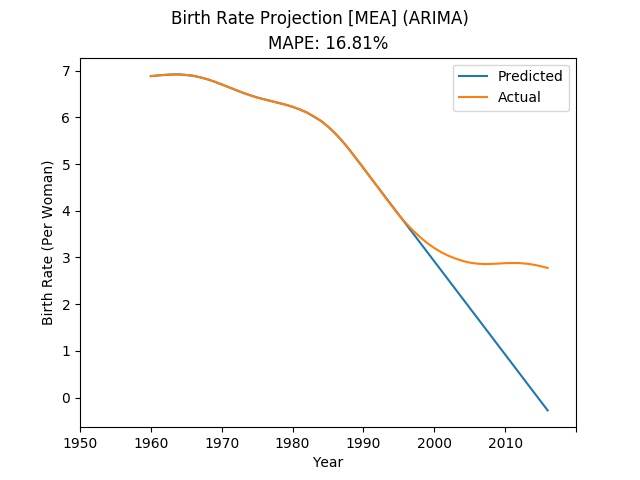 Birth Rate Projection [MEA] (ARIMA)
MAPE: 16.81%
Predicted
Actual
7
6
5
4
3
2
1
0
Birth Rate (Per Woman)
1950 1960 1970 1980 1990 2000 2010
Year